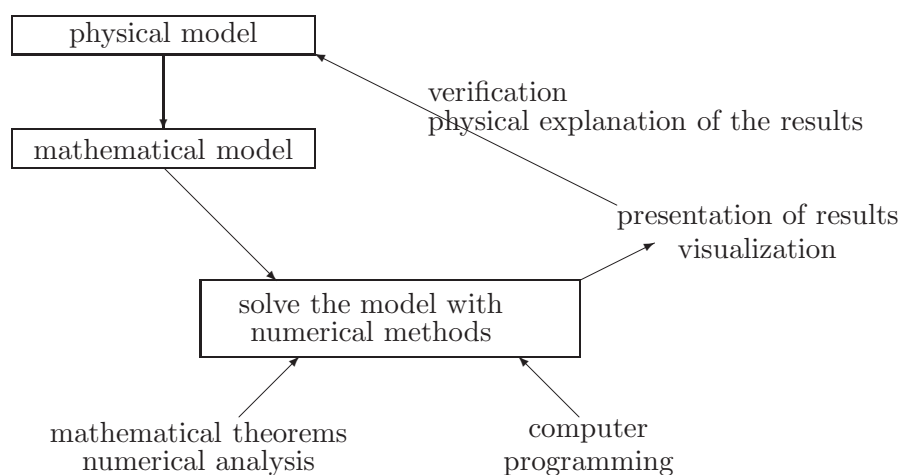 physical model
verification
physical explanation of the results
mathematical model
presentation of results
visualization
solve the model with
numerical methods
mathematical theorems
numerical analysis
computer
programming